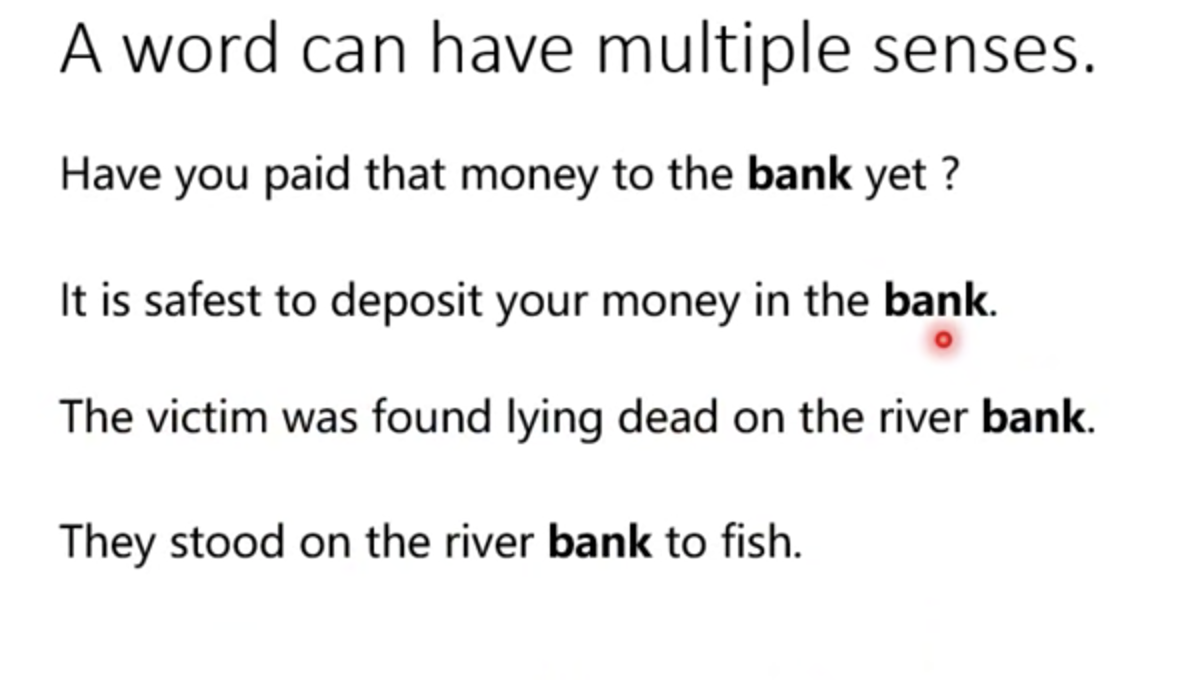 A word can have multiple senses.
Have you paid that money to the bank yet ?
It is safest to deposit your money in the bank.
The victim was found lying dead on the river bank.
They stood on the river bank to fish.